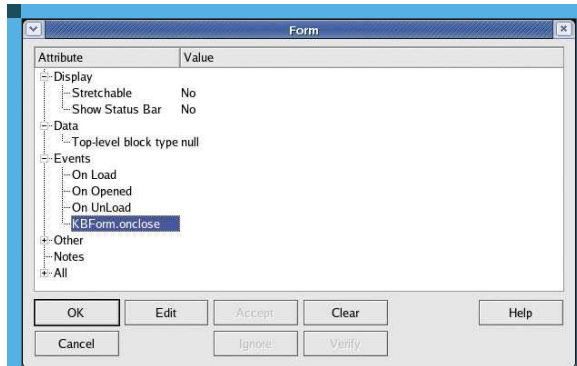 Form
Attribute Value
Display
Stretchable No
Show Status Bar No
Data
Top-level block type null
Events
On Load
On Opened
On UnLoad
KBForm.onclose
Other
Notes
All
OK Edit Accept Clear Help
Cancel Ignore Verify